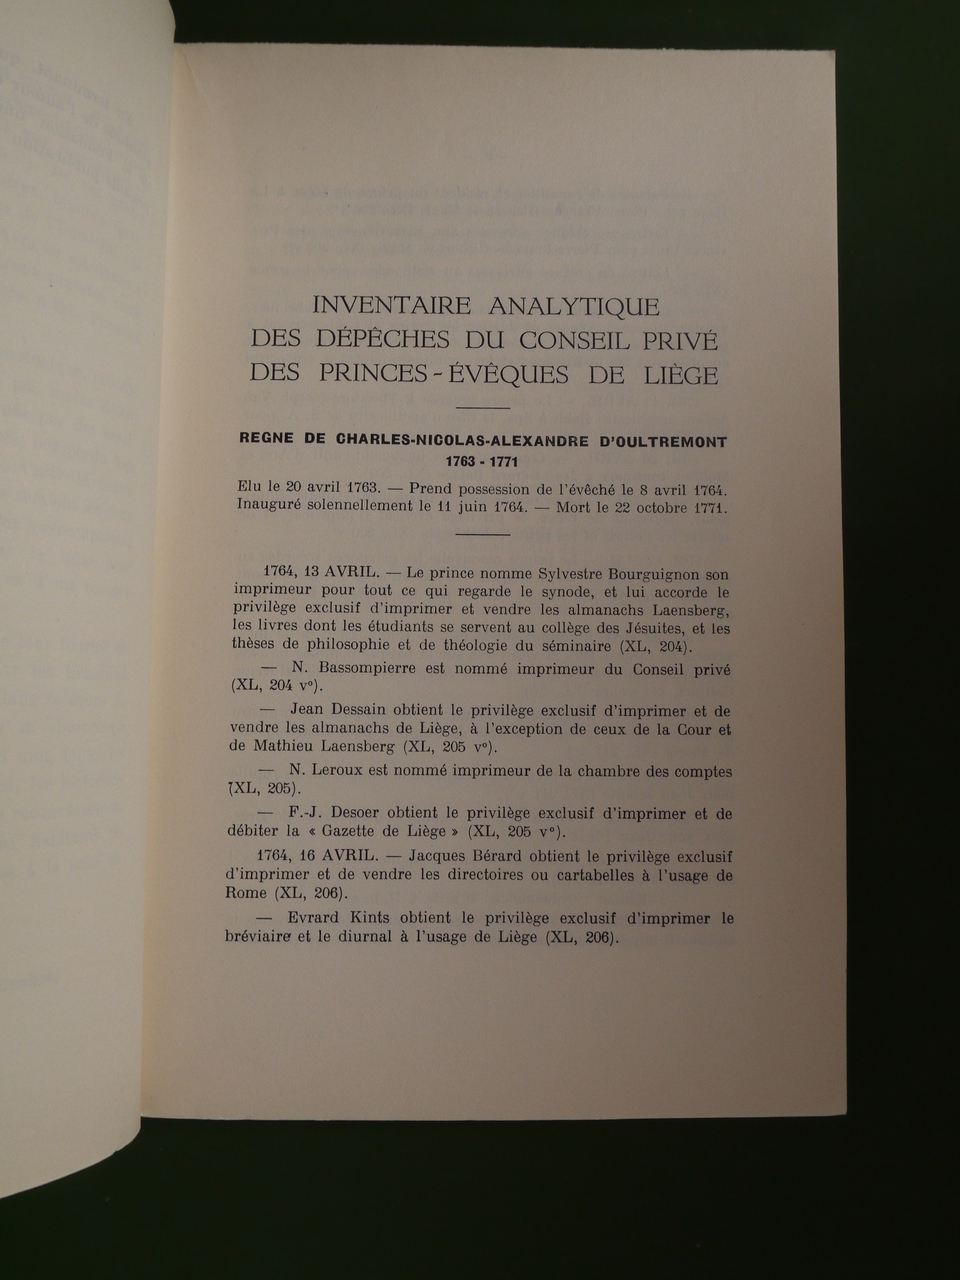 INVENTAIRE ANALYTIQUE
DES DÉPÊCHES DU CONSEIL PRIVÉ
DES PRINCES-ÉVÊQUES DE LIÈGE
REGNE DE CHARLES-NICOLAS-ALEXANDRE D'OULTREMONT
1763 - 1771
Elu le 20 avril 1763. — Prend possession de l'évêché le 8 avril 1764.
Inauguré solennellement le 11 juin 1764. — Mort le 22 octobre 1771.
1764, 13 AVRIL. — Le prince nomme Sylvestre Bourguignon son
imprimeur pour tout ce qui regarde le synode, et lui accorde le
privilège exclusif d'imprimer et vendre les almanachs Laensberg,
les livres dont les étudiants se servent au collège des Jésuites, et les
thèses de philosophie et de théologie du séminaire (XL, 204).
— N. Bassompierre est nommé imprimeur du Conseil privé
(XL, 204 v°).
— Jean Dessain obtient le privilège exclusif d'imprimer et de
vendre les almanachs de Liège, à l'exception de ceux de la Cour et
de Mathieu Laensberg (XL, 205 v°).
— N. Leroux est nommé imprimeur de la chambre des comptes
(XL, 205).
— F.-J. Desoer obtient le privilège exclusif d'imprimer et de
débiter la « Gazette de Liège » (XL, 205 v°).
1764, 16 AVRIL. — Jacques Bérard obtient le privilège exclusif
d'imprimer et de vendre les directoires ou cartabelles à l'usage de
Rome (XL, 206).
— Evrard Kints obtient le privilège exclusif d'imprimer le
bréviaire et le diurnal à l'usage de Liège (XL, 206).